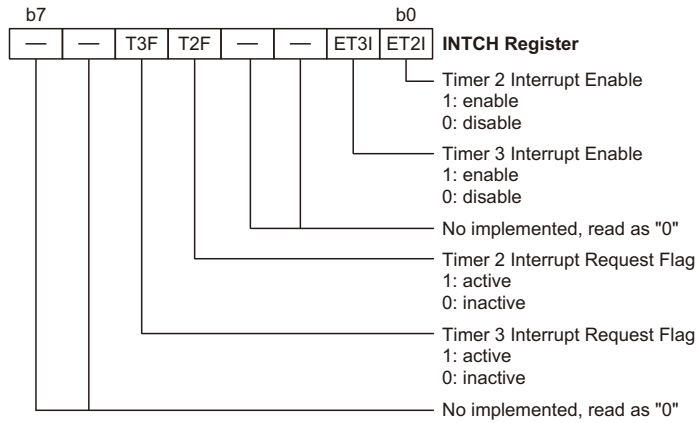 b7 b0
— — T3F T2F — — ET3I ET2I INTCH Register
Timer 2 Interrupt Enable
1: enable
0: disable
Timer 3 Interrupt Enable
1: enable
0: disable
No implemented, read as "0"
Timer 2 Interrupt Request Flag
1: active
0: inactive
Timer 3 Interrupt Request Flag
1: active
0: inactive
No implemented, read as "0"